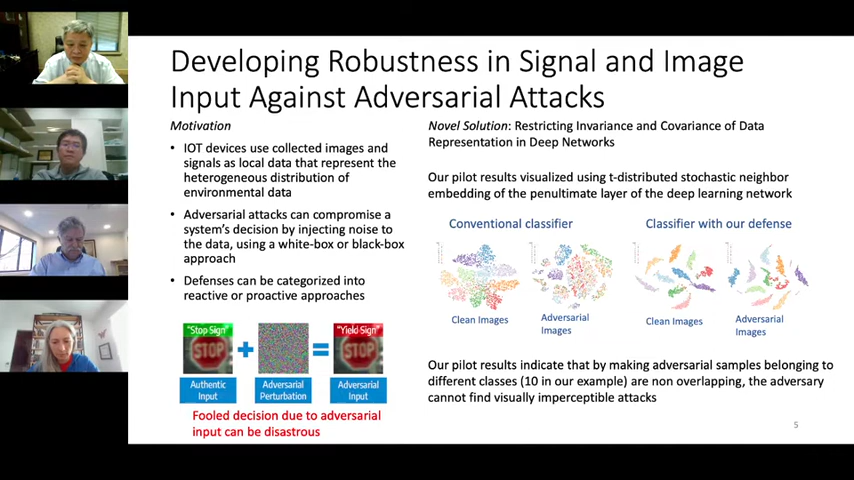 Developing Robustness in Signal and Image
Input Against Adversarial Attacks
Motivation
• IOT devices use collected images and
signals as local data that represent the
heterogeneous distribution of
environmental data
• Adversarial attacks can compromise a
system's decision by injecting noise to
the data, using a white-box or black-box
approach
• Defenses can be categorized into
reactive or proactive approaches
"Stop Sign"
"Yield Sign"
STOP
+
=
STOP
Authentic
Input
Adversarial
Perturbation
Adversarial
Input
Fooled decision due to adversarial
input can be disastrous
Novel Solution: Restricting Invariance and Covariance of Data
Representation in Deep Networks
Our pilot results visualized using t-distributed stochastic neighbor
embedding of the penultimate layer of the deep learning network
Conventional classifier
Classifier with our defense
Clean Images
Adversarial
Images
Clean Images
Adversarial
Images
Our pilot results indicate that by making adversarial samples belonging to
different classes (10 in our example) are non overlapping, the adversary
cannot find visually imperceptible attacks
5